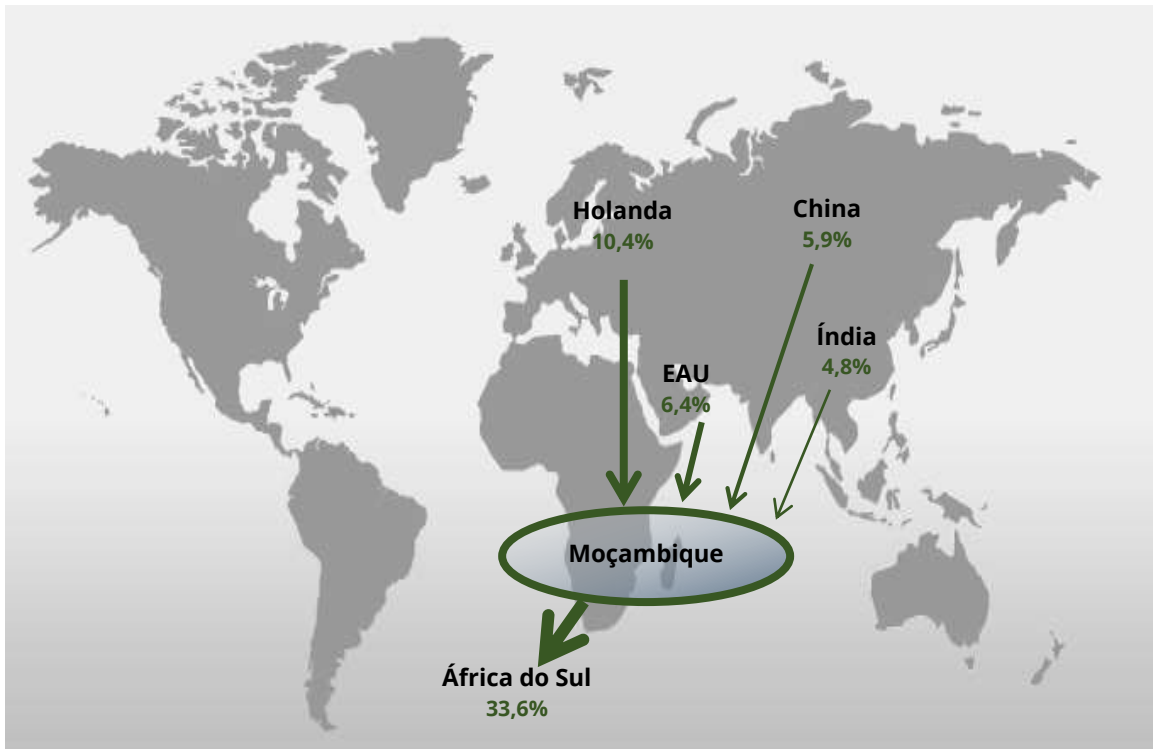 Holanda
10,4%
China
5,9%
Índia
4,8%
EAU
6,4%
Moçambique
África do Sul
33,6%